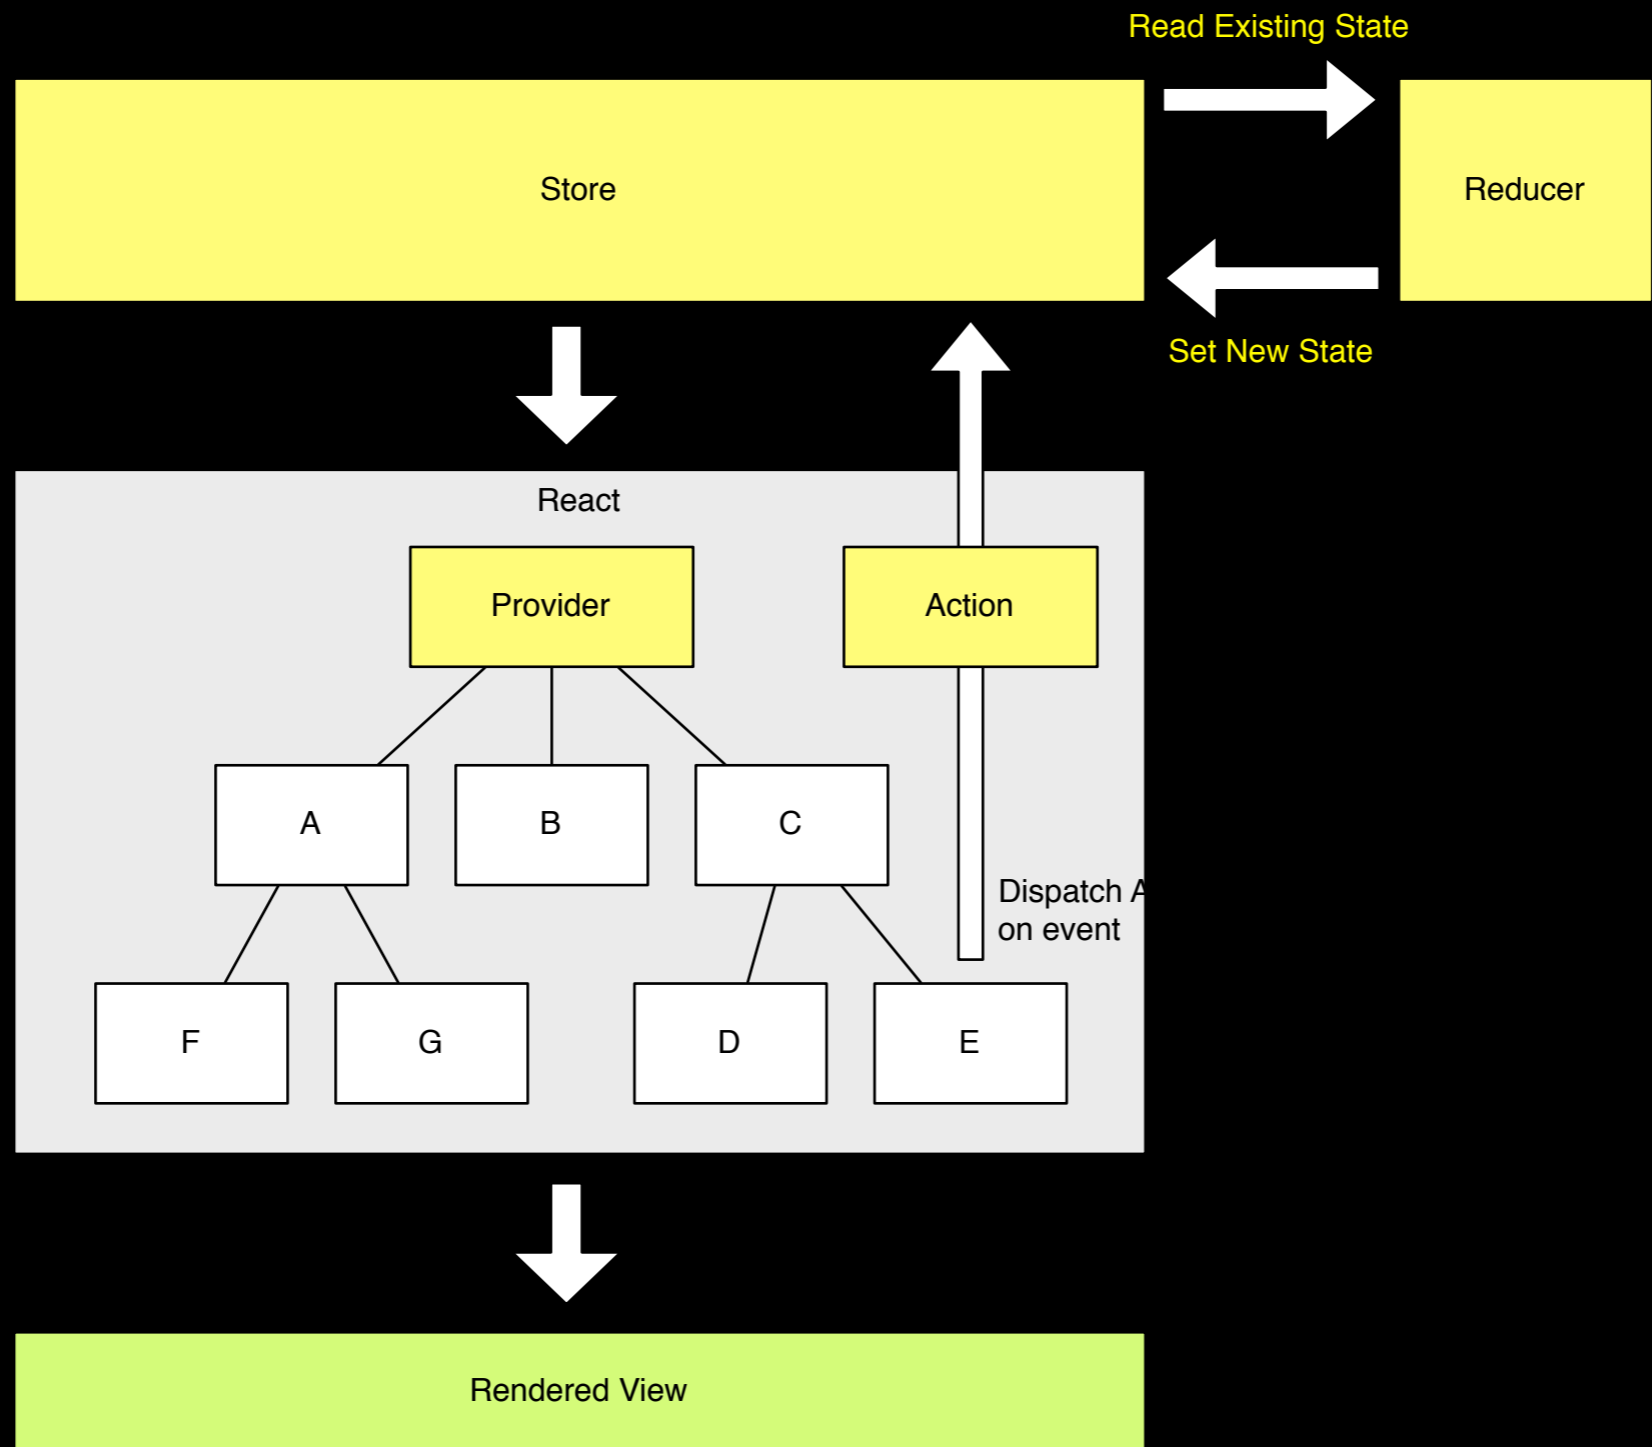 Read Existing State
Store
Reducer
Set New State
React
Provider
Action
A
B
C
Dispatch A
on event
F
G
D
E
Rendered View